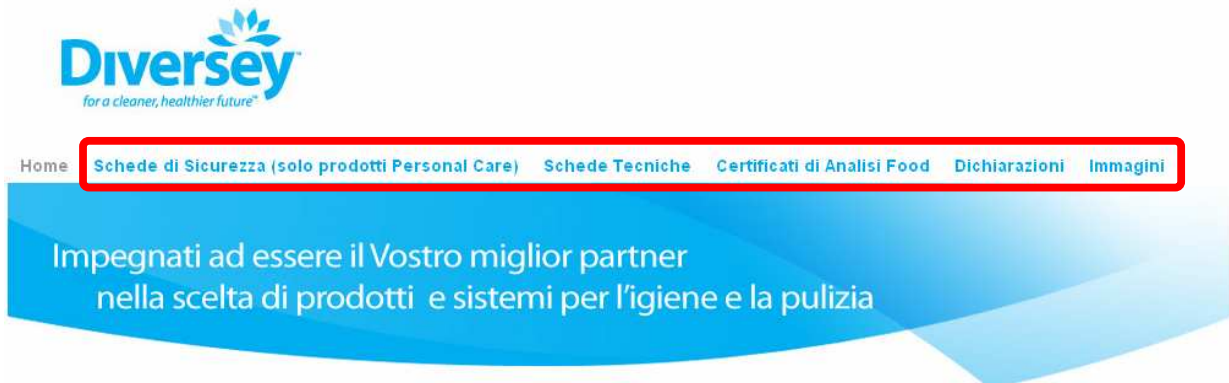 Diversey™
for a cleaner, healthier future™
Home Schede di Sicurezza (solo prodotti Personal Care) Schede Tecniche Certificati di Analisi Food Dichiarazioni Immagini
Impegnati ad essere il Vostro miglior partner
nella scelta di prodotti e sistemi per l'igiene e la pulizia